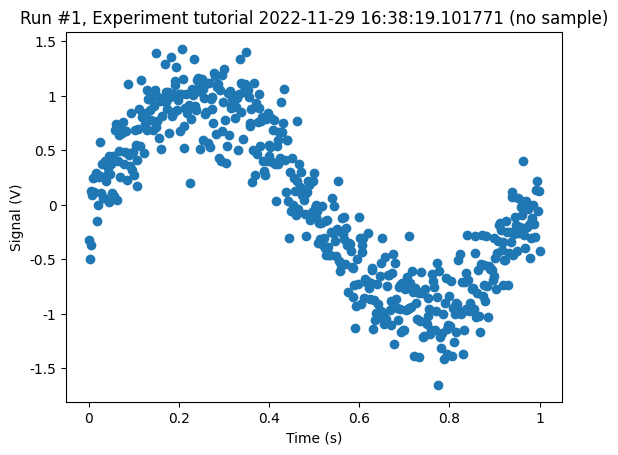 Run #1, Experiment tutorial 2022-11-29 16:38:19.101771 (no sample)
1.5
1
0.5
0
-0.5
-1
-1.5
Signal (V)
0 0.2 0.4 0.6 0.8 1
Time (s)